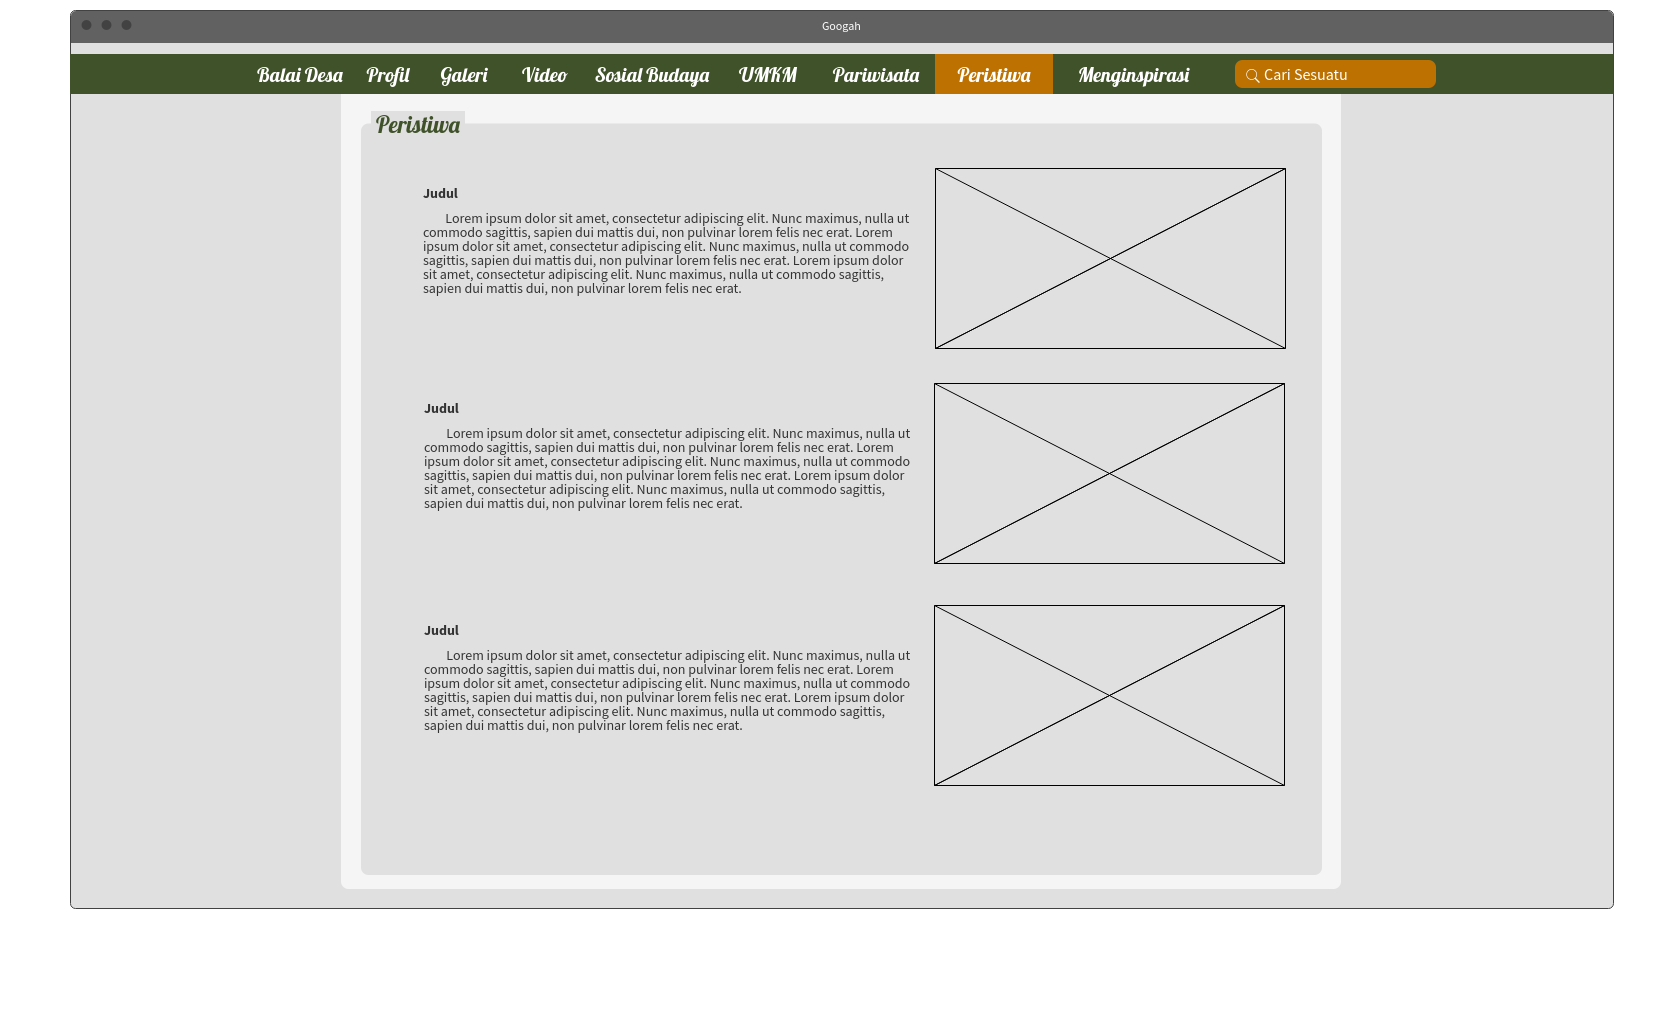 Googah
Balai Desa Profil Galeri Video Sosial Budaya UMKM Pariwisata Peristiwa Menginspirasi Cari Sesuatu
Peristiwa
Judul
Lorem ipsum dolor sit amet, consectetur adipiscing elit. Nunc maximus, nulla ut
commodo sagittis, sapien dui mattis dui, non pulvinar lorem felis nec erat. Lorem
ipsum dolor sit amet, consectetur adipiscing elit. Nunc maximus, nulla ut commodo
sagittis, sapien dui mattis dui, non pulvinar lorem felis nec erat. Lorem ipsum dolor
sit amet, consectetur adipiscing elit. Nunc maximus, nulla ut commodo sagittis,
sapien dui mattis dui, non pulvinar lorem felis nec erat.
Judul
Lorem ipsum dolor sit amet, consectetur adipiscing elit. Nunc maximus, nulla ut
commodo sagittis, sapien dui mattis dui, non pulvinar lorem felis nec erat. Lorem
ipsum dolor sit amet, consectetur adipiscing elit. Nunc maximus, nulla ut commodo
sagittis, sapien dui mattis dui, non pulvinar lorem felis nec erat. Lorem ipsum dolor
sit amet, consectetur adipiscing elit. Nunc maximus, nulla ut commodo sagittis,
sapien dui mattis dui, non pulvinar lorem felis nec erat.
Judul
Lorem ipsum dolor sit amet, consectetur adipiscing elit. Nunc maximus, nulla ut
commodo sagittis, sapien dui mattis dui, non pulvinar lorem felis nec erat. Lorem
ipsum dolor sit amet, consectetur adipiscing elit. Nunc maximus, nulla ut commodo
sagittis, sapien dui mattis dui, non pulvinar lorem felis nec erat. Lorem ipsum dolor
sit amet, consectetur adipiscing elit. Nunc maximus, nulla ut commodo sagittis,
sapien dui mattis dui, non pulvinar lorem felis nec erat.